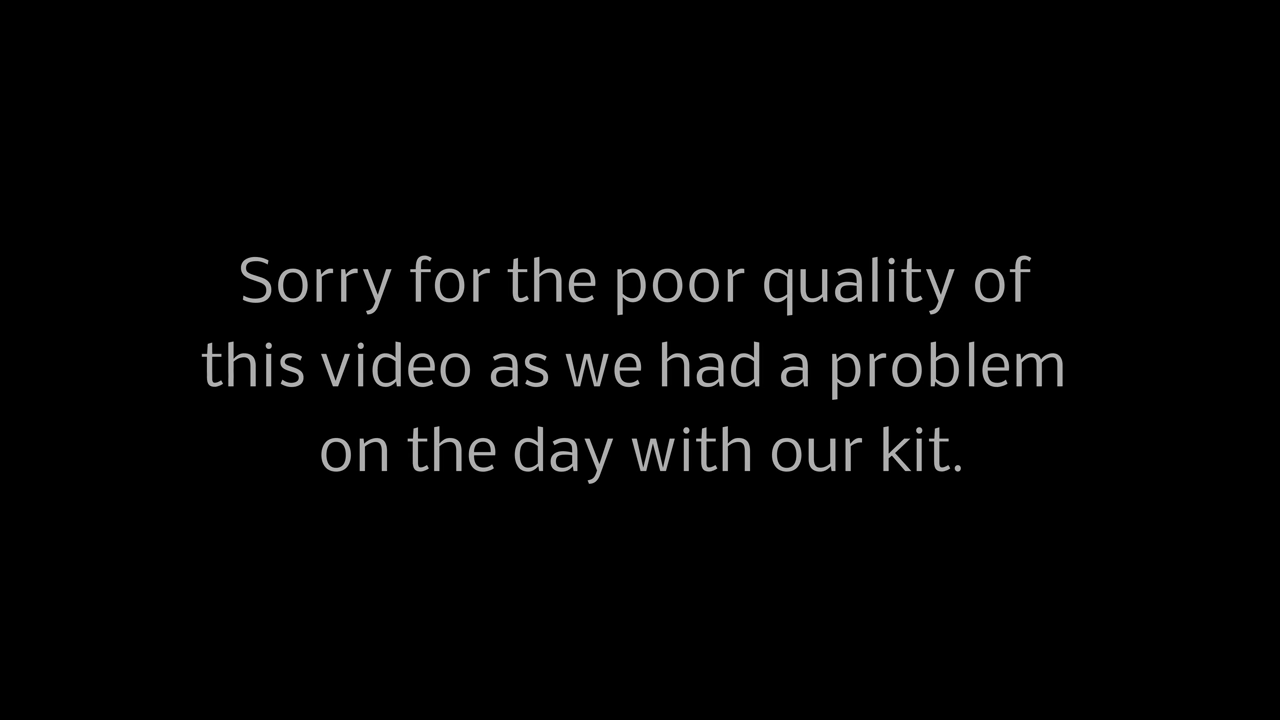 Sorry for the poor quality of
this video as we had a problem
on the day with our kit.